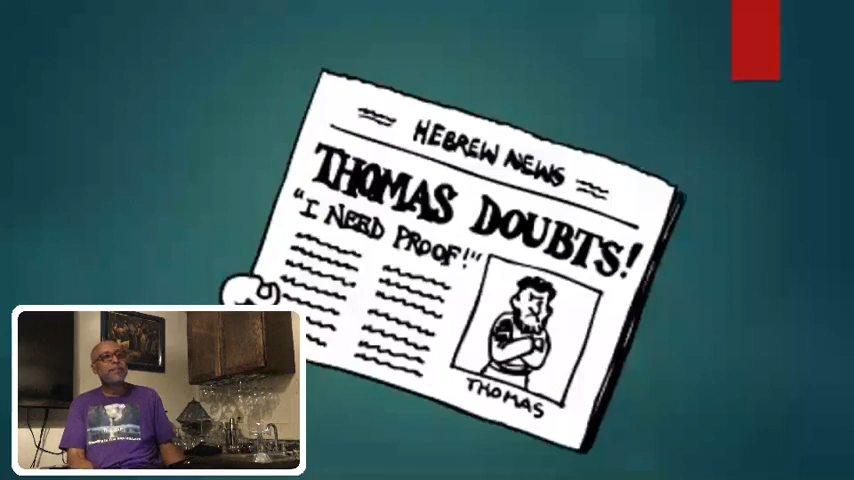 HEBREW NEWS
THOMAS DOUBTS!
"I NEED PROOF!"
THOMAS